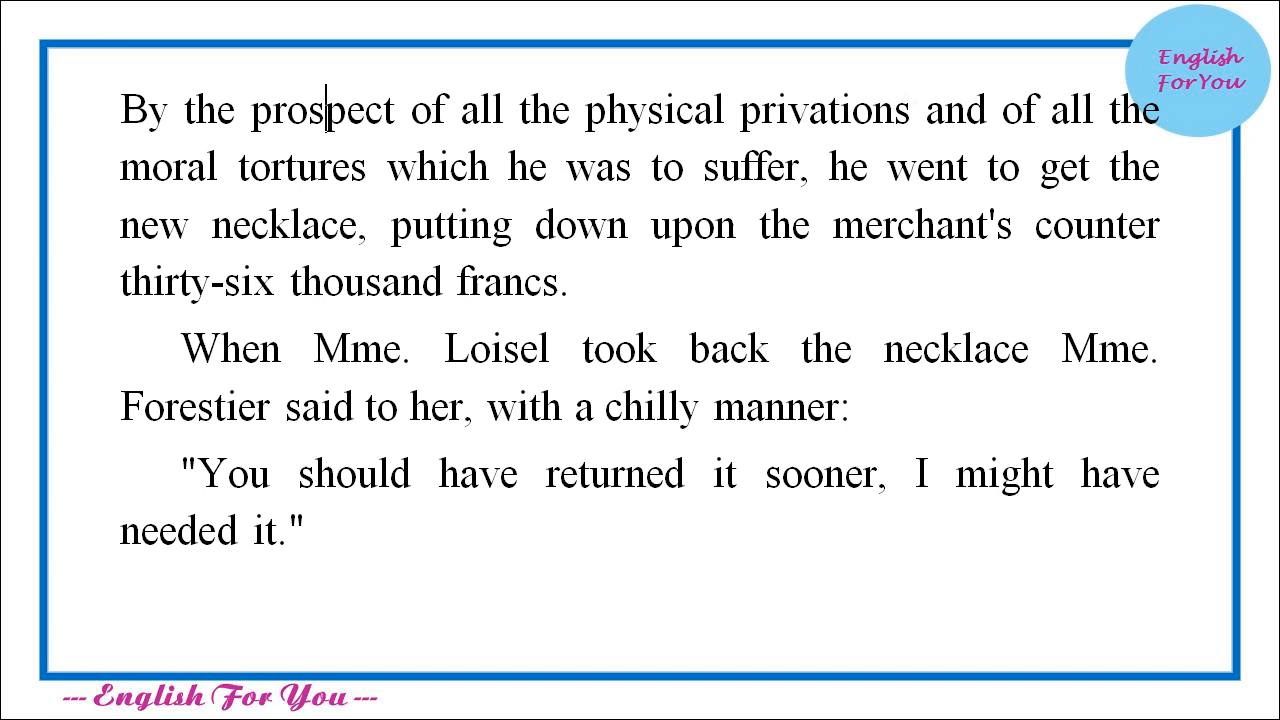 English
ForYou
By the prospect of all the physical privations and of all the
moral tortures which he was to suffer, he went to get the
new necklace, putting down upon the merchant's counter
thirty-six thousand francs.
When Mme. Loisel took back the necklace Mme.
Forestier said to her, with a chilly manner:
"You should have returned it sooner, I might have
needed it."
--- English For You ---